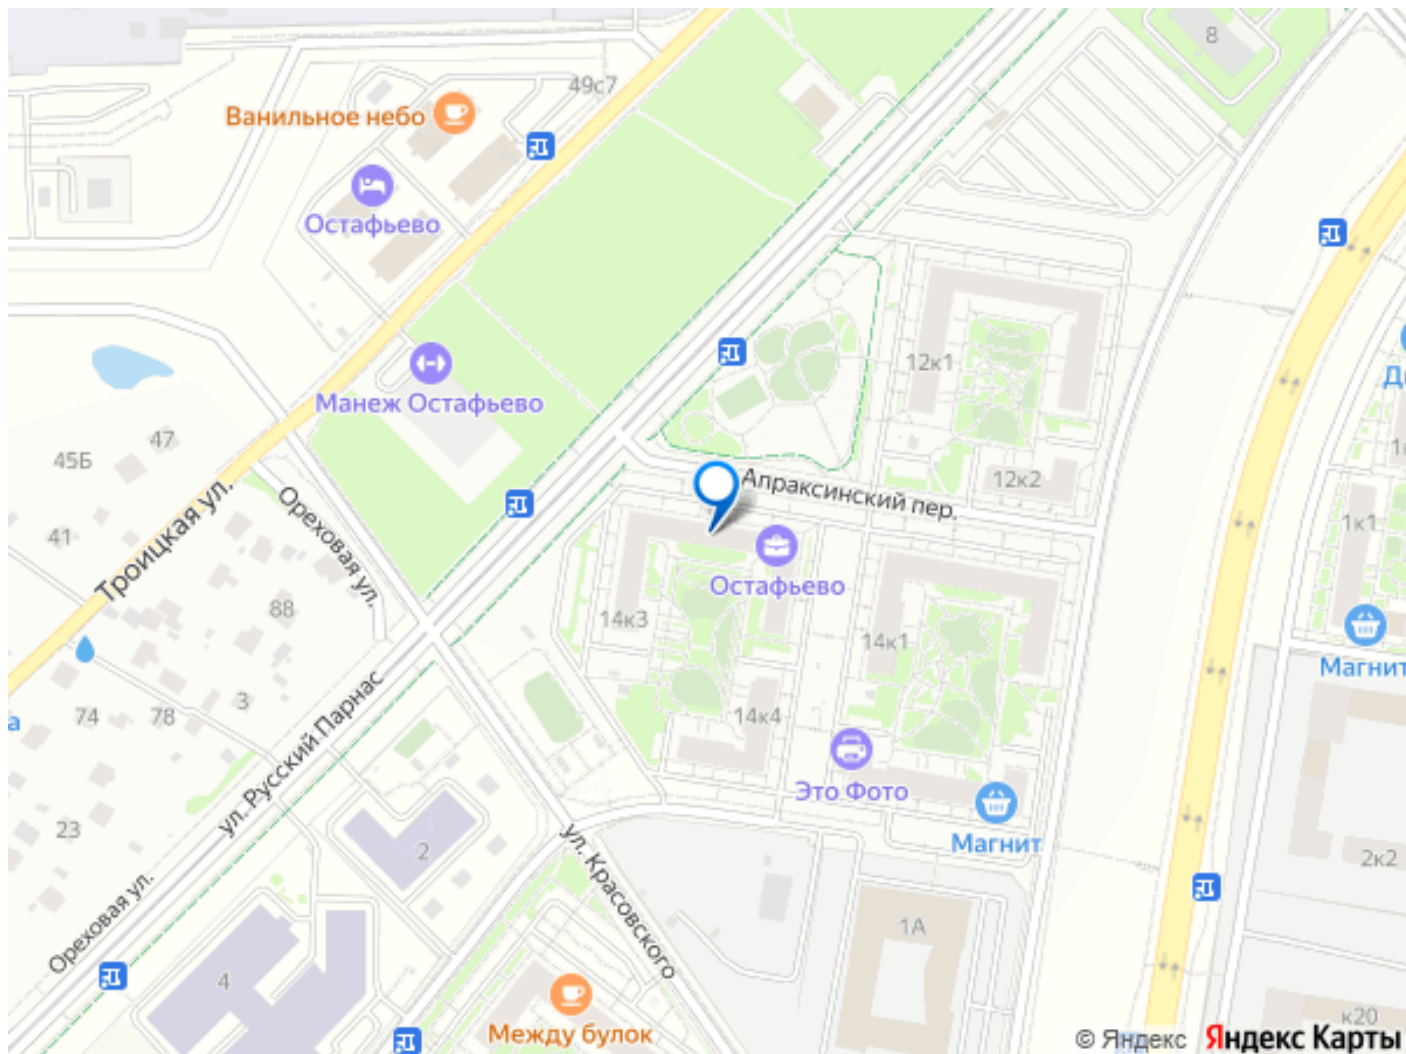 8
49с7
Ванильное небо
Остафьево
12к1
Манеж Остафьево
47
45Б
12к2
Апраксинский пер.
Троицкая ул.
Ореховая ул.
41
1к1
Остафьево
88
14к3
14к1
Магнит
3
74
78
14к4
ул. Русский Парнас
Это Фото
23
Магнит
2
2к2
ул. Красовского
Ореховая ул.
1А
4
к20
Между булок
© Яндекс Яндекс Карты